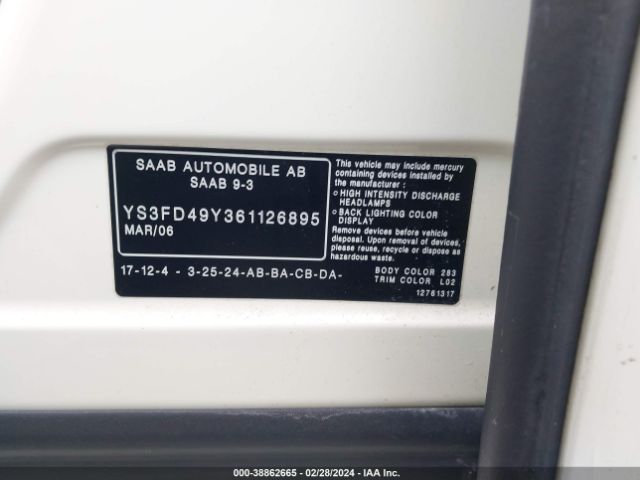 SAAB AUTOMOBILE AB
SAAB 9-3
YS3FD49Y361126895
MAR/06
17-12-4 - 3-25-24-AB-BA-CB-DA-
This vehicle may include mercury
containing devices installed by
the manufacturer :
○ HIGH INTENSITY DISCHARGE
HEADLAMPS
○ BACK LIGHTING COLOR
DISPLAY
Remove devices before vehicle
disposal. Upon removal of devices,
please reuse, recycle or dispose as
hazardous waste.
BODY COLOR 283
TRIM COLOR L02
12761317
000-38862665 - 02/28/2024 - IAA Inc.